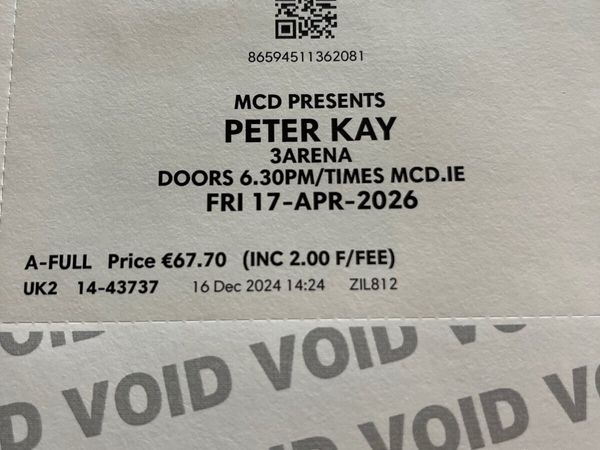 86594511362081
MCD PRESENTS
PETER KAY
3ARENA
DOORS 6.30PM/TIMES MCD.IE
FRI 17-APR-2026
A-FULL Price €67.70 (INC 2.00 F/FEE)
UK2 14-43737 16 Dec 2024 14:24 ZIL812
VOID VOID
VOID VOID VOID
VOID VOID